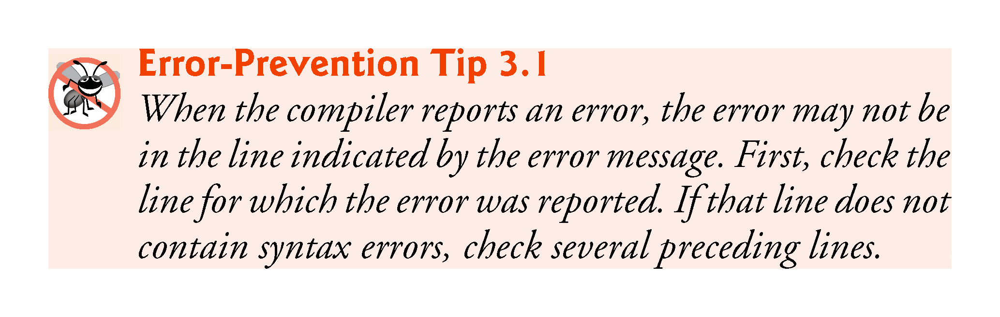 Error-Prevention Tip 3.1
When the compiler reports an error, the error may not be
in the line indicated by the error message. First, check the
line for which the error was reported. If that line does not
contain syntax errors, check several preceding lines.